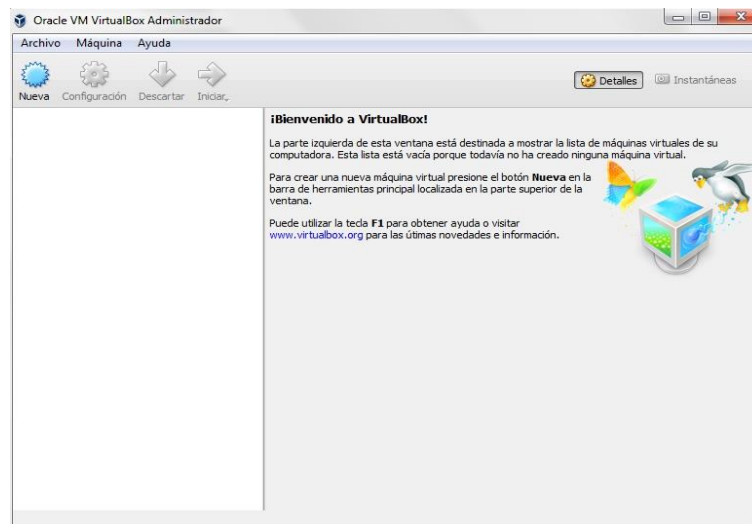 Oracle VM VirtualBox Administrador
Archivo Máquina Ayuda
Nueva Configuración Descartar Iniciar
Detalles Instantáneas
¡Bienvenido a VirtualBox!
La parte izquierda de esta ventana está destinada a mostrar la lista de máquinas virtuales de su
computadora. Esta lista está vacía porque todavía no ha creado ninguna máquina virtual.
Para crear una nueva máquina virtual presione el botón Nueva en la
barra de herramientas principal localizada en la parte superior de la
ventana.
Puede utilizar la tecla F1 para obtener ayuda o visitar
www.virtualbox.org para las útimas novedades e información.